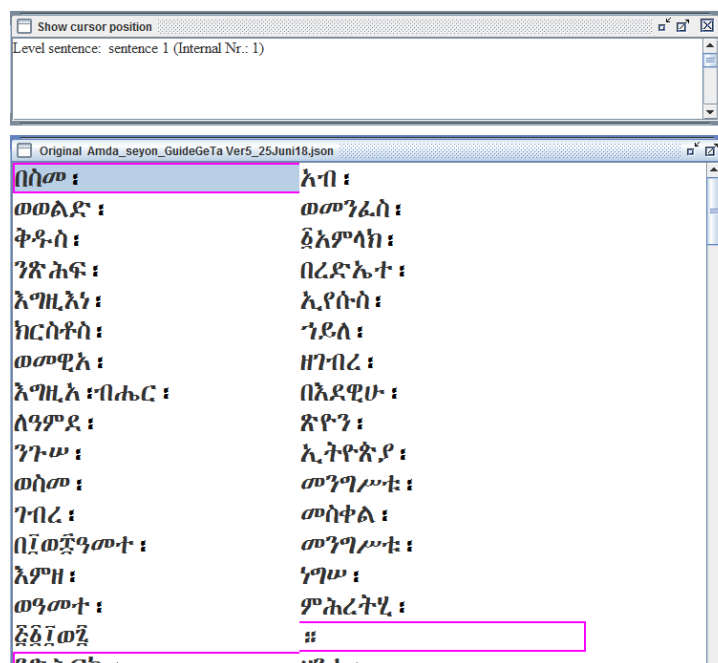 Show cursor position
Level sentence: sentence 1 (Internal Nr.: 1)
Original Amda_seyon_GuideGeTa Ver5_25Juni18.json
በስመ፡ አብ፡
ወወልድ፡ ወመንፈስ፡
ቅዱስ፡ ፩አምላክ፡
ንጽሕፍ፡ በረድኤተ፡
እግዚእነ፡ ኢየሱስ፡
ክርስቶስ፡ ኀይለ፡
ወመዊአ፡ ዘገብረ፡
እግዚአ፡ብሔር፡ በእደዊሁ፡
ለዓምደ፡ ጽዮን፡
ንጉሠ፡ ኢትዮጵያ፡
ወስመ፡ መንግሥቱ፡
ገብረ፡ መስቀል፡
በ፲ወ፰ዓመተ፡ መንግሥቱ፡
እምዘ፡ ነግሠ፡
ወዓመተ፡ ምሕረትሂ፡
፭፻፲ወ፯ ።